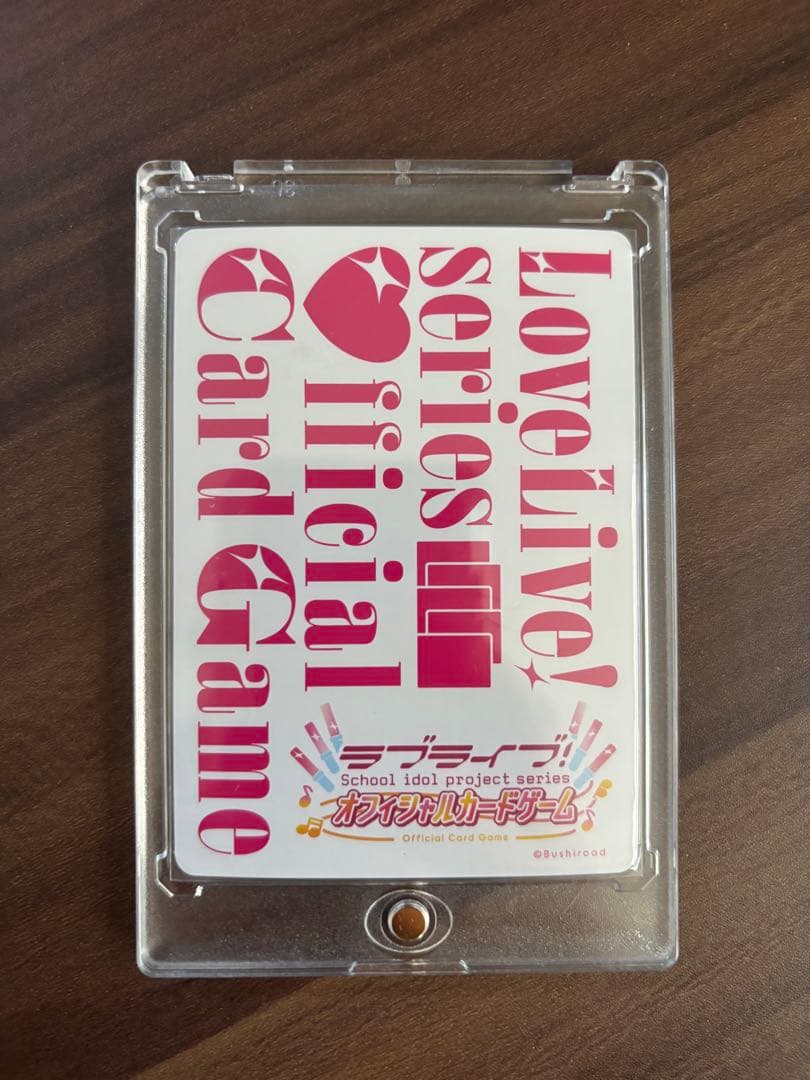 LoveLive!
series
♥fficial
Card Game
ラブライブ!
School idol project series
オフィシャルカードゲーム
Official Card Game
©Bushiroad